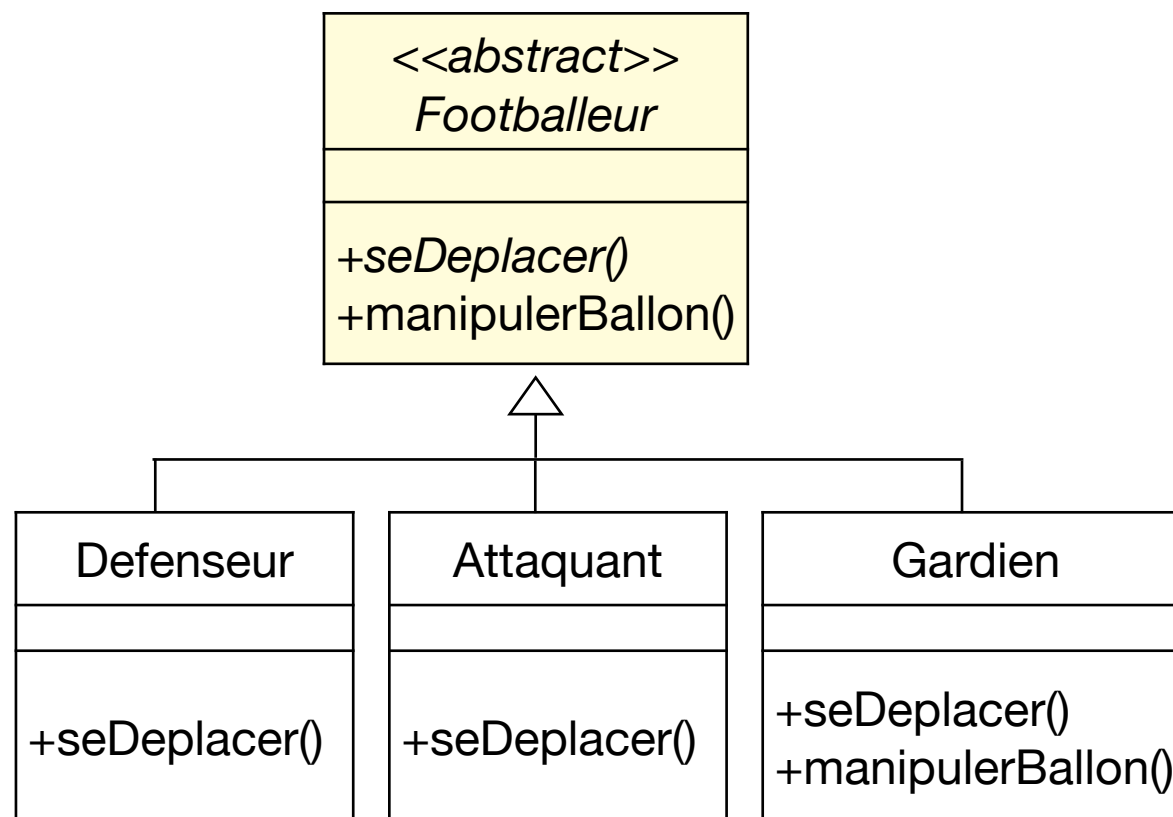 <<abstract>>
Footballeur
+seDeplacer()
+manipulerBallon()
Defenseur
+seDeplacer()
Attaquant
+seDeplacer()
Gardien
+seDeplacer()
+manipulerBallon()